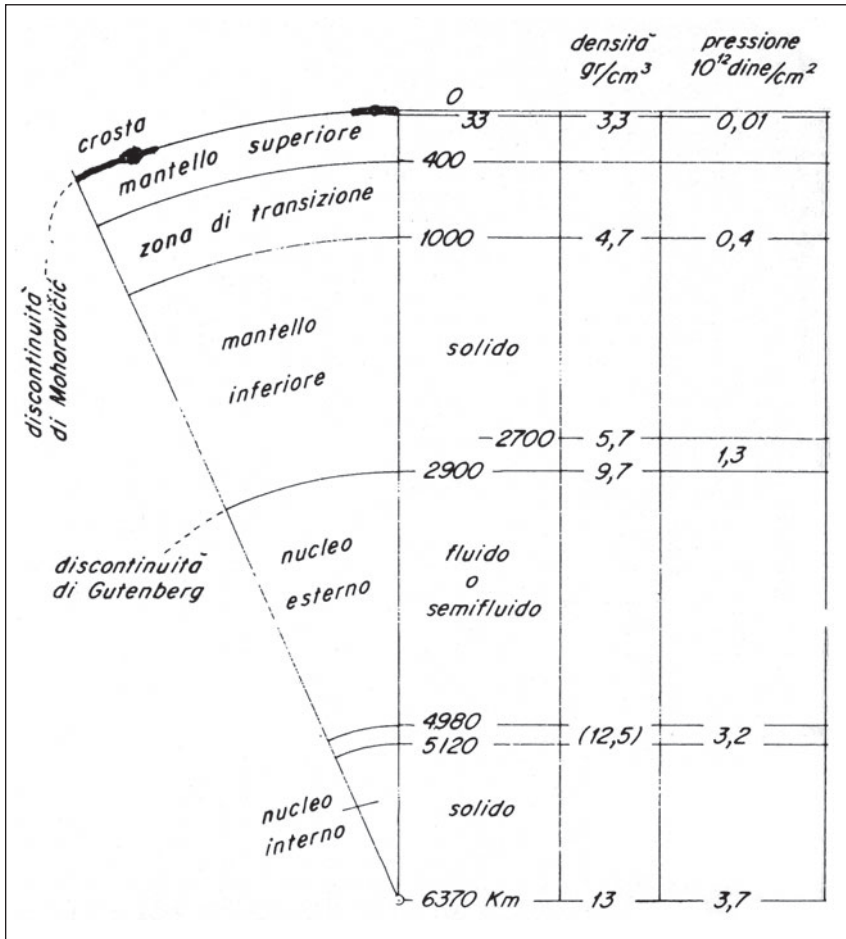 densità pressione
gr/cm³ 10¹² dine/cm²
0
crosta 33 3,3 0,01
mantello superiore 400
zona di transizione
1000 4,7 0,4
discontinuità
di Mohorovičić
mantello
inferiore
solido
-2700 5,7
1,3
2900 9,7
discontinuità
di Gutenberg
nucleo
esterno
fluido
o
semifluido
4980
5120 (12,5) 3,2
nucleo
interno
solido
6370 Km 13 3,7